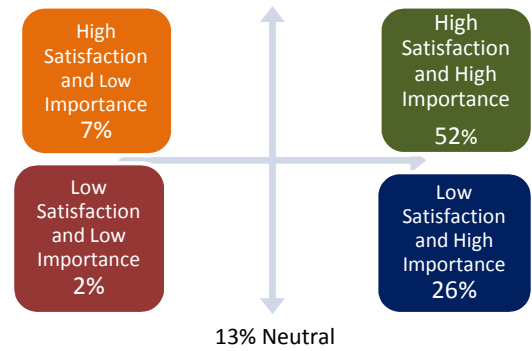 High
Satisfaction
and Low
Importance
7%
High
Satisfaction
and High
Importance
52%
Low
Satisfaction
and Low
Importance
2%
Low
Satisfaction
and High
Importance
26%
13% Neutral